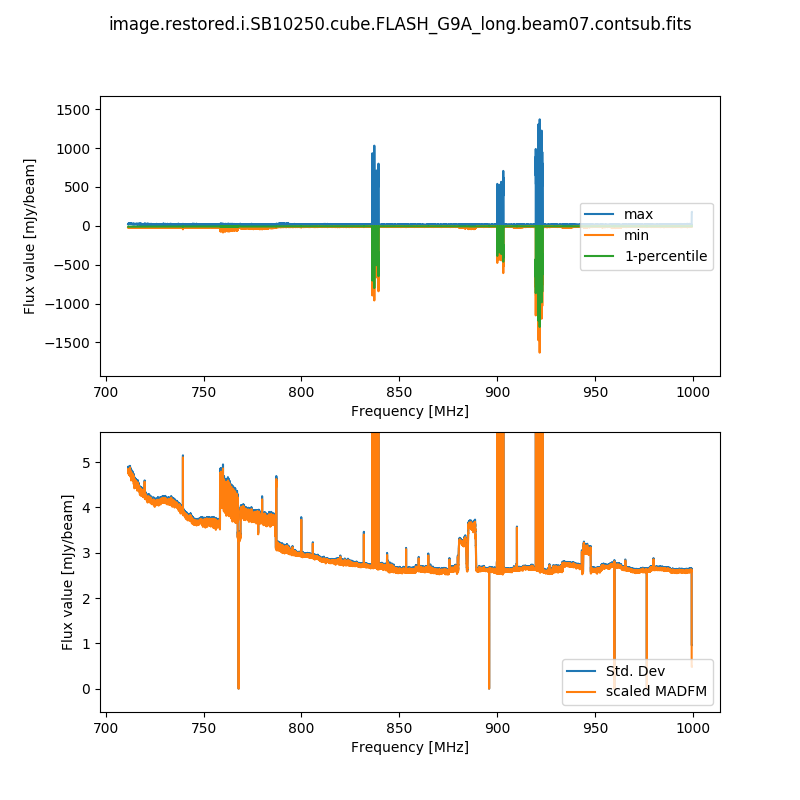 image.restored.i.SB10250.cube.FLASH_G9A_long.beam07.contsub.fits
1500
1000
500
0
−500
−1000
−1500
Flux value [mJy/beam]
max
min
1-percentile
700 750 800 850 900 950 1000
Frequency [MHz]
5
4
3
2
1
0
Flux value [mJy/beam]
Std. Dev
scaled MADFM
700 750 800 850 900 950 1000
Frequency [MHz]